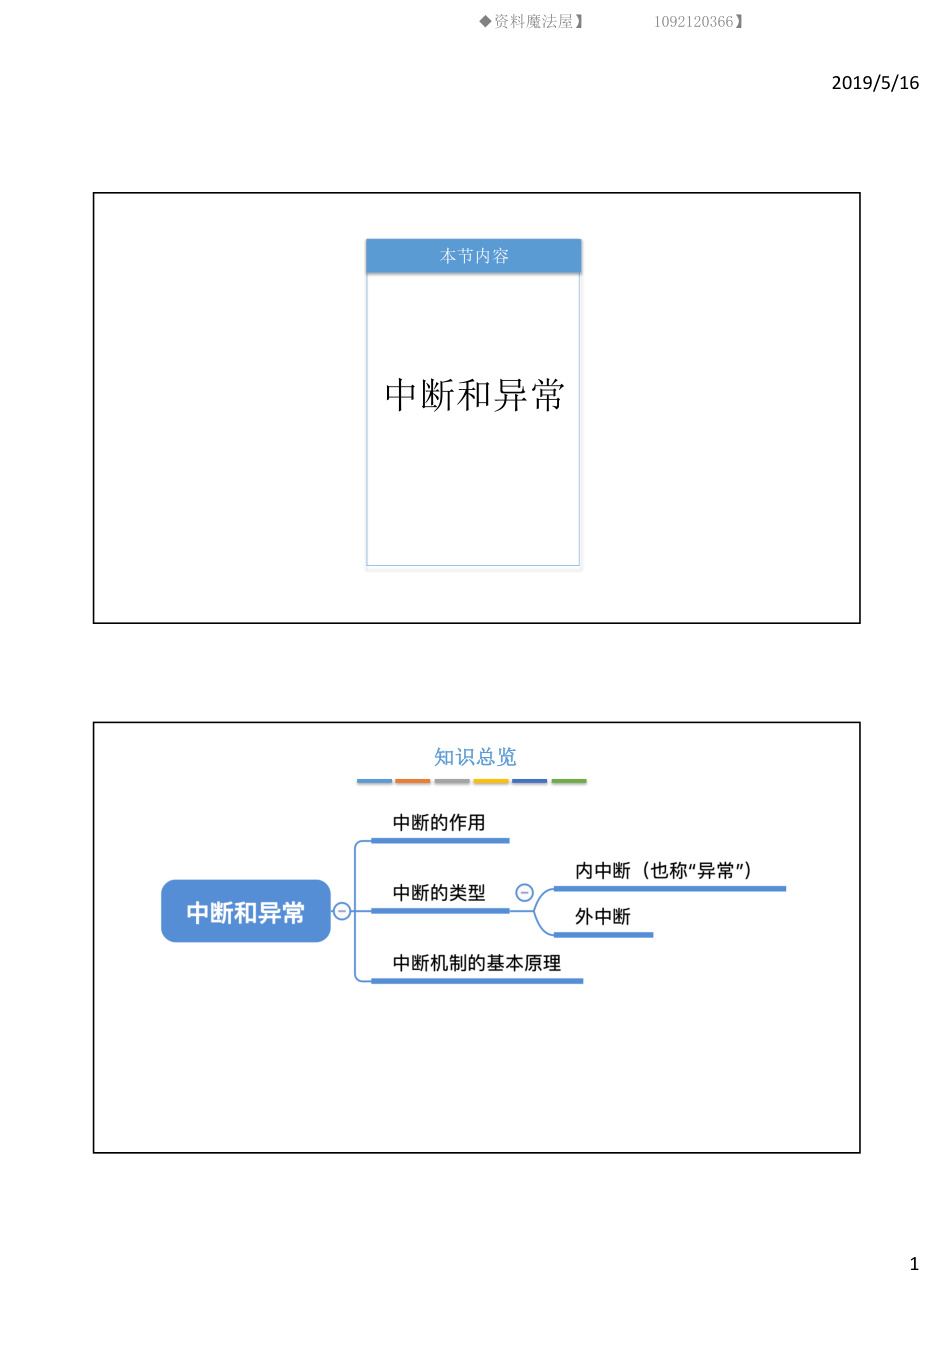 ◆资料魔法屋】 1092120366】
2019/5/16
本节内容
中断和异常
知识总览
中断的作用
内中断（也称“异常”）
中断的类型
中断和异常
外中断
中断机制的基本原理
1